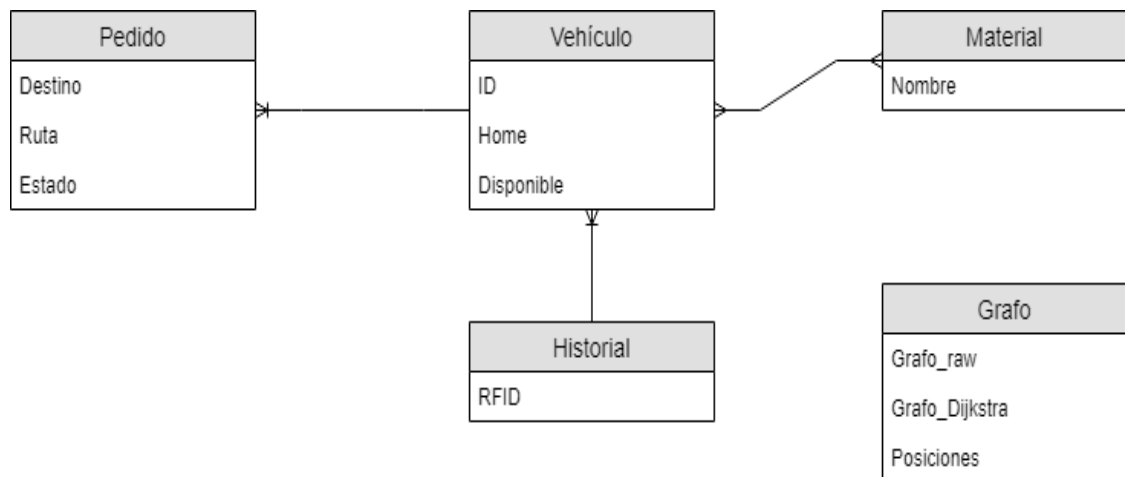 Pedido
Destino
Ruta
Estado
Vehículo
ID
Home
Disponible
Material
Nombre
Historial
RFID
Grafo
Grafo_raw
Grafo_Dijkstra
Posiciones